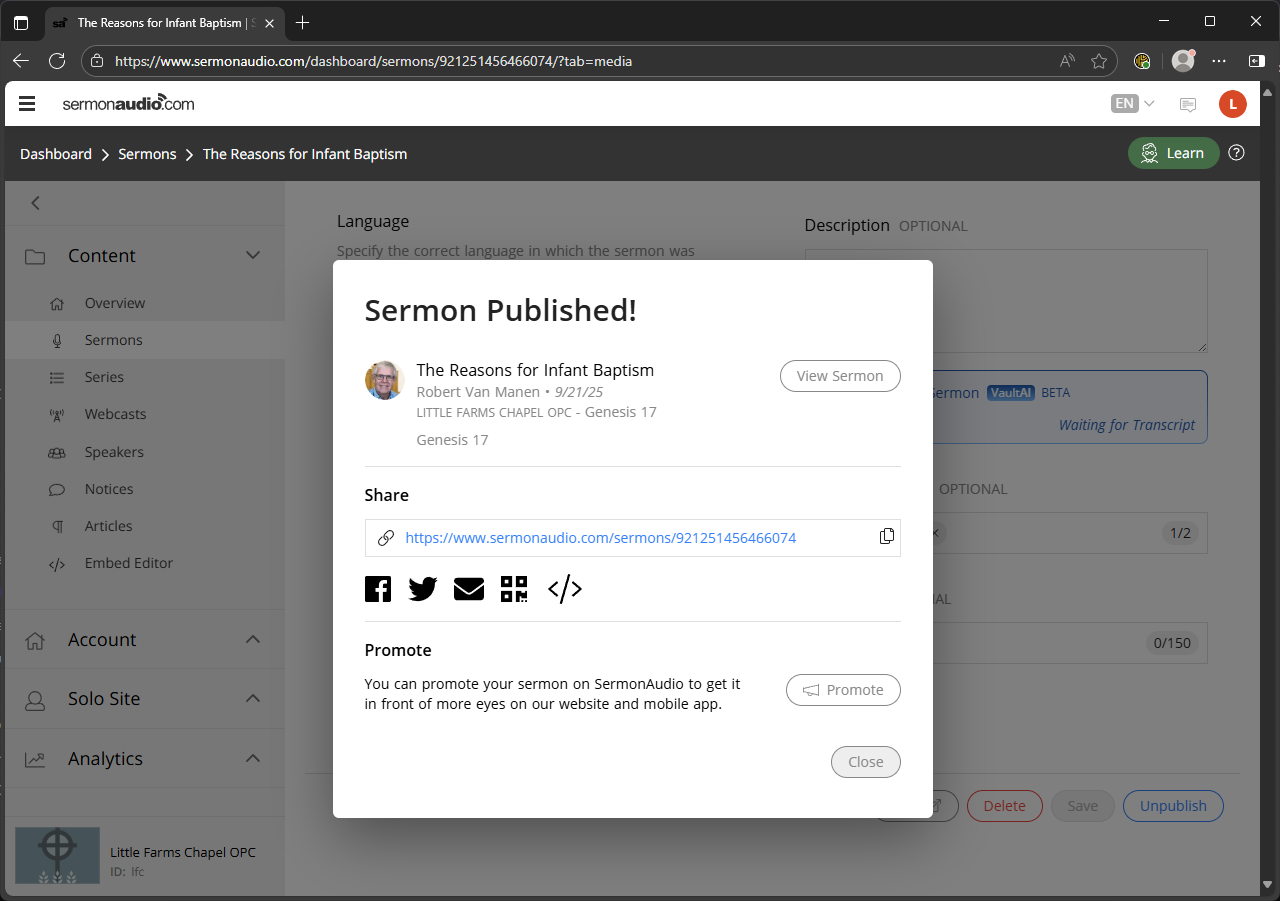 sa
The Reasons for Infant Baptism | S
https://www.sermonaudio.com/dashboard/sermons/921251456466074/?tab=media
sermonaudio.com
EN
L
Dashboard > Sermons > The Reasons for Infant Baptism
Learn
Content
Overview
Sermons
Series
Webcasts
Speakers
Notices
Articles
Embed Editor
Account
Solo Site
Analytics
Little Farms Chapel OPC
ID: lfc
Language
Specify the correct language in which the sermon was
Description OPTIONAL
Sermon VaultAI BETA
Waiting for Transcript
OPTIONAL
1/2
0/150
Delete
Save
Unpublish
Sermon Published!
The Reasons for Infant Baptism
Robert Van Manen • 9/21/25
LITTLE FARMS CHAPEL OPC - Genesis 17
Genesis 17
View Sermon
Share
https://www.sermonaudio.com/sermons/921251456466074
Promote
You can promote your sermon on SermonAudio to get it
in front of more eyes on our website and mobile app.
Promote
Close